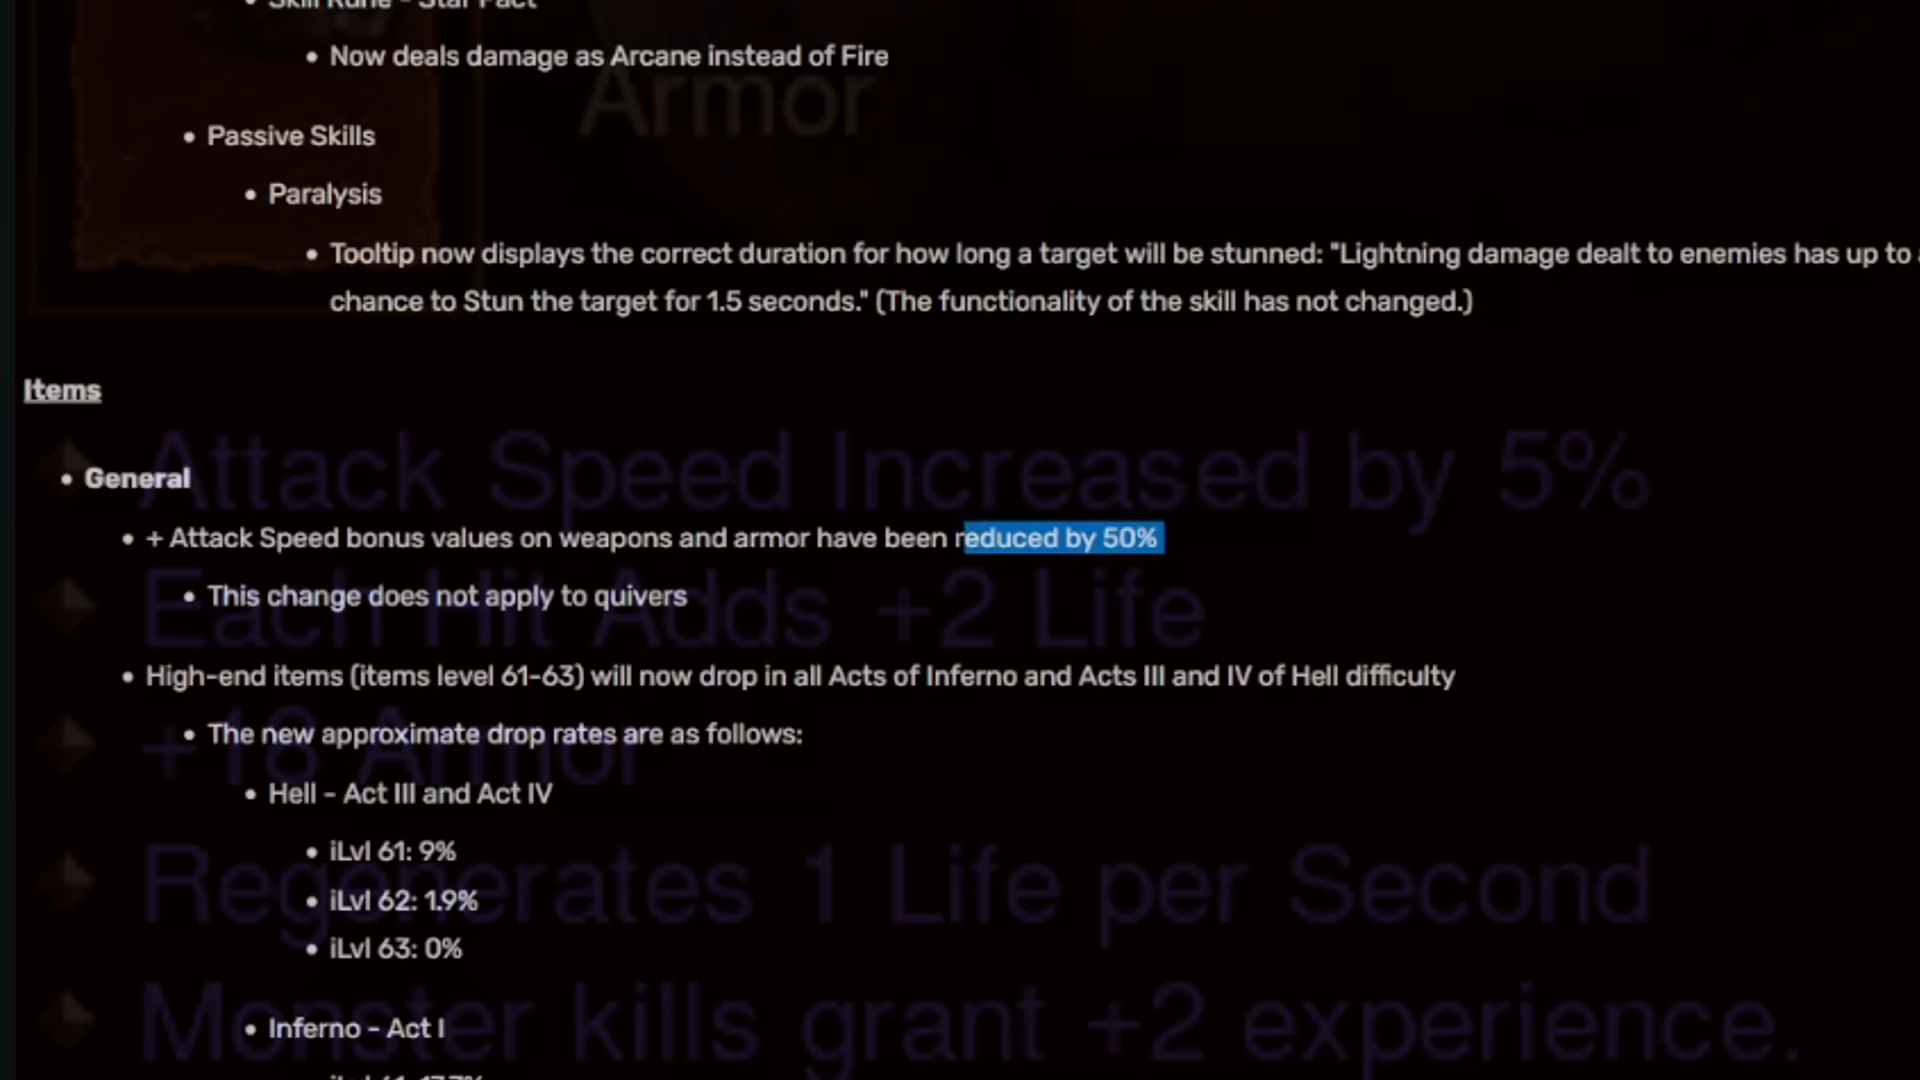 Skill Rune - Star Pact
• Now deals damage as Arcane instead of Fire
Armor
• Passive Skills
• Paralysis
• Tooltip now displays the correct duration for how long a target will be stunned: "Lightning damage dealt to enemies has up to
chance to Stun the target for 1.5 seconds." (The functionality of the skill has not changed.)
Items
Attack Speed Increased by 5%
• General
• + Attack Speed bonus values on weapons and armor have been reduced by 50%
• This change does not apply to quivers
Each Hit Adds +2 Life
• High-end items (items level 61-63) will now drop in all Acts of Inferno and Acts III and IV of Hell difficulty
• The new approximate drop rates are as follows:
+18 Armor
• Hell - Act III and Act IV
• iLvl 61: 9%
Regenerates 1 Life per Second
• iLvl 62: 1.9%
• iLvl 63: 0%
Monster kills grant +2 experience.
• Inferno - Act I